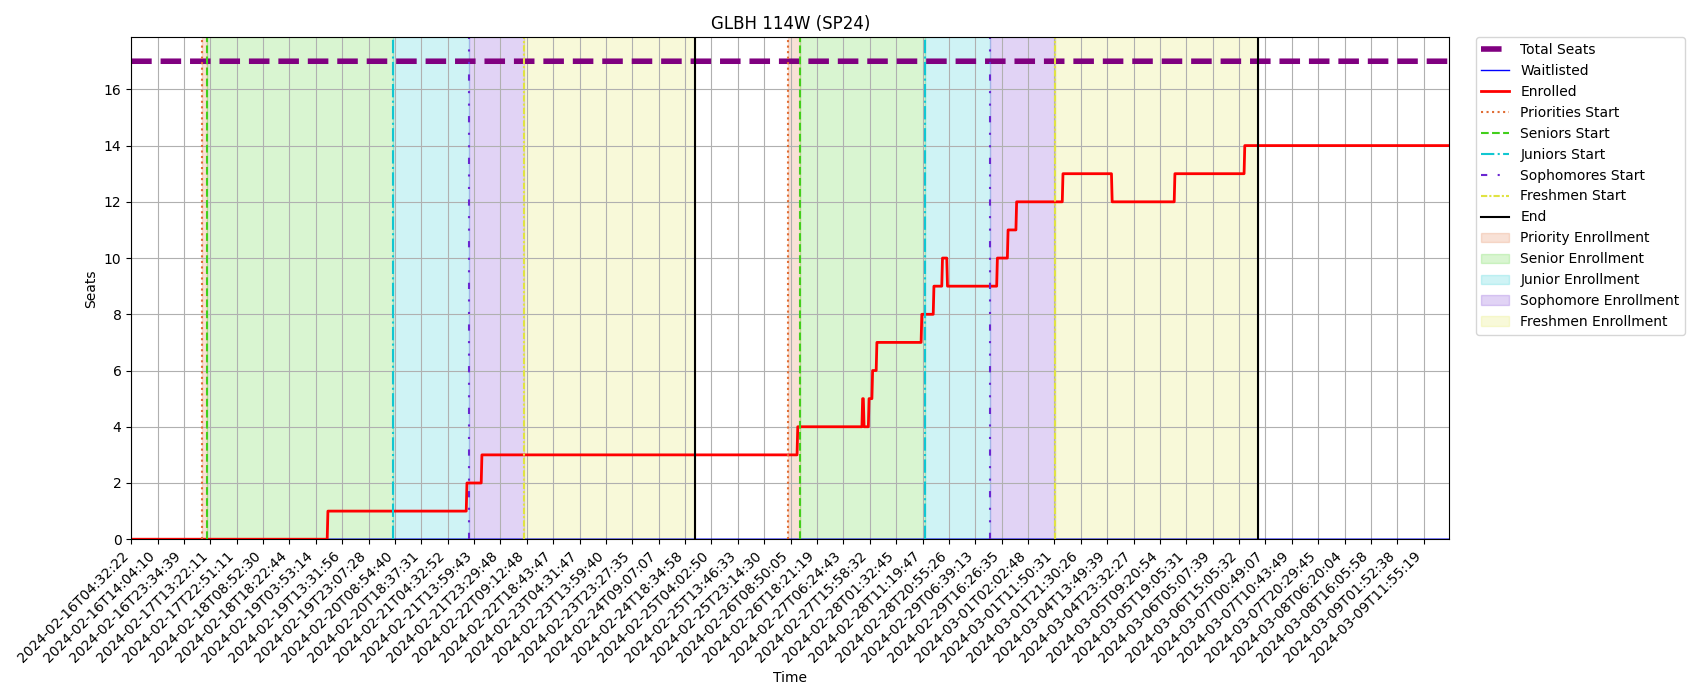 GLBH 114W (SP24)
Total Seats
Waitlisted
Enrolled
Priorities Start
Seniors Start
Juniors Start
Sophomores Start
Freshmen Start
End
Priority Enrollment
Senior Enrollment
Junior Enrollment
Sophomore Enrollment
Freshmen Enrollment
Seats
16
14
12
10
8
6
4
2
0
2024-02-16T04:32:22
2024-02-16T14:04:10
2024-02-16T23:34:39
2024-02-17T13:22:11
2024-02-17T22:51:11
2024-02-18T08:52:30
2024-02-18T18:22:44
2024-02-19T03:53:14
2024-02-19T13:31:56
2024-02-19T23:07:28
2024-02-20T08:54:40
2024-02-20T18:37:31
2024-02-21T04:32:52
2024-02-21T13:59:43
2024-02-21T23:29:48
2024-02-22T09:12:48
2024-02-22T18:43:47
2024-02-23T04:31:47
2024-02-23T13:59:40
2024-02-23T23:27:35
2024-02-24T09:07:07
2024-02-24T18:34:58
2024-02-25T04:02:50
2024-02-25T13:46:33
2024-02-25T23:14:30
2024-02-26T08:50:05
2024-02-26T18:21:19
2024-02-27T06:24:43
2024-02-27T15:58:32
2024-02-28T01:32:45
2024-02-28T11:19:47
2024-02-28T20:55:26
2024-02-29T06:39:13
2024-02-29T16:26:35
2024-03-01T02:02:48
2024-03-01T11:50:31
2024-03-01T21:30:26
2024-03-04T13:49:39
2024-03-04T23:32:27
2024-03-05T09:20:54
2024-03-05T19:05:31
2024-03-06T05:07:39
2024-03-06T15:05:32
2024-03-07T00:49:07
2024-03-07T10:43:49
2024-03-07T20:29:45
2024-03-08T06:20:04
2024-03-08T16:05:58
2024-03-09T01:52:38
2024-03-09T11:55:19
Time